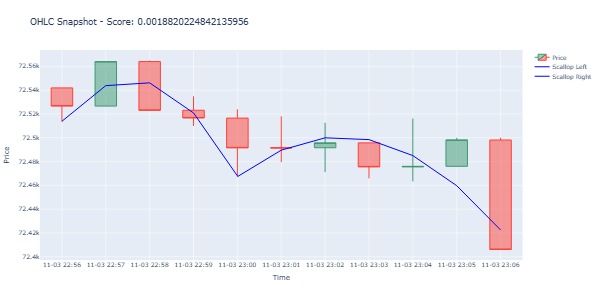 OHLC Snapshot - Score: 0.0018820224842135956
72.56k
72.54k
72.52k
72.5k
72.48k
72.46k
72.44k
72.42k
72.4k
Price
11-03 22:56 11-03 22:57 11-03 22:58 11-03 22:59 11-03 23:00 11-03 23:01 11-03 23:02 11-03 23:03 11-03 23:04 11-03 23:05 11-03 23:06
Time
Price
Scallop Left
Scallop Right